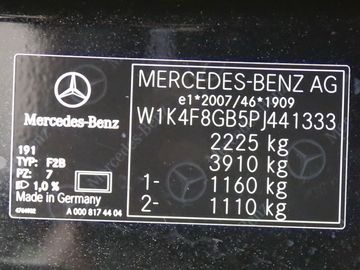 Mercedes-Benz
191
TYP: F2B
PZ: 7
1,0 %
Made in Germany
A 000 817 44 04
MERCEDES-BENZ AG
e1*2007/46*1909
W1K4F8GB5PJ441333
2225 kg
3910 kg
1- 1160 kg
2- 1110 kg